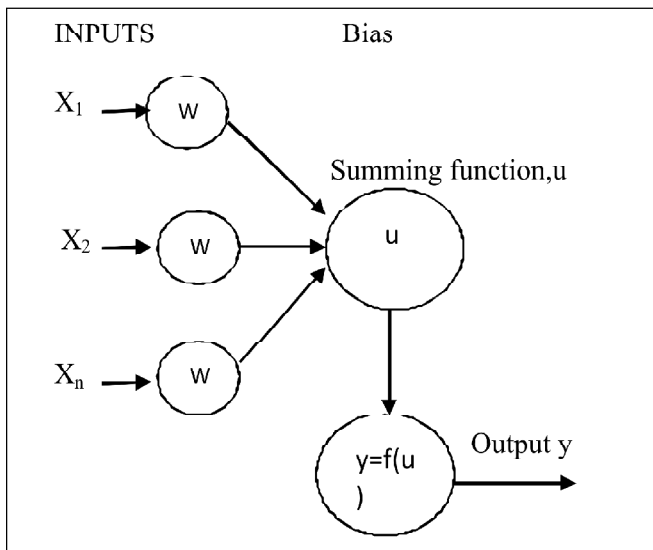 INPUTS Bias
X₁
W
Summing function,u
u
X₂
W
Xₙ
W
y=f(u
)
Output y